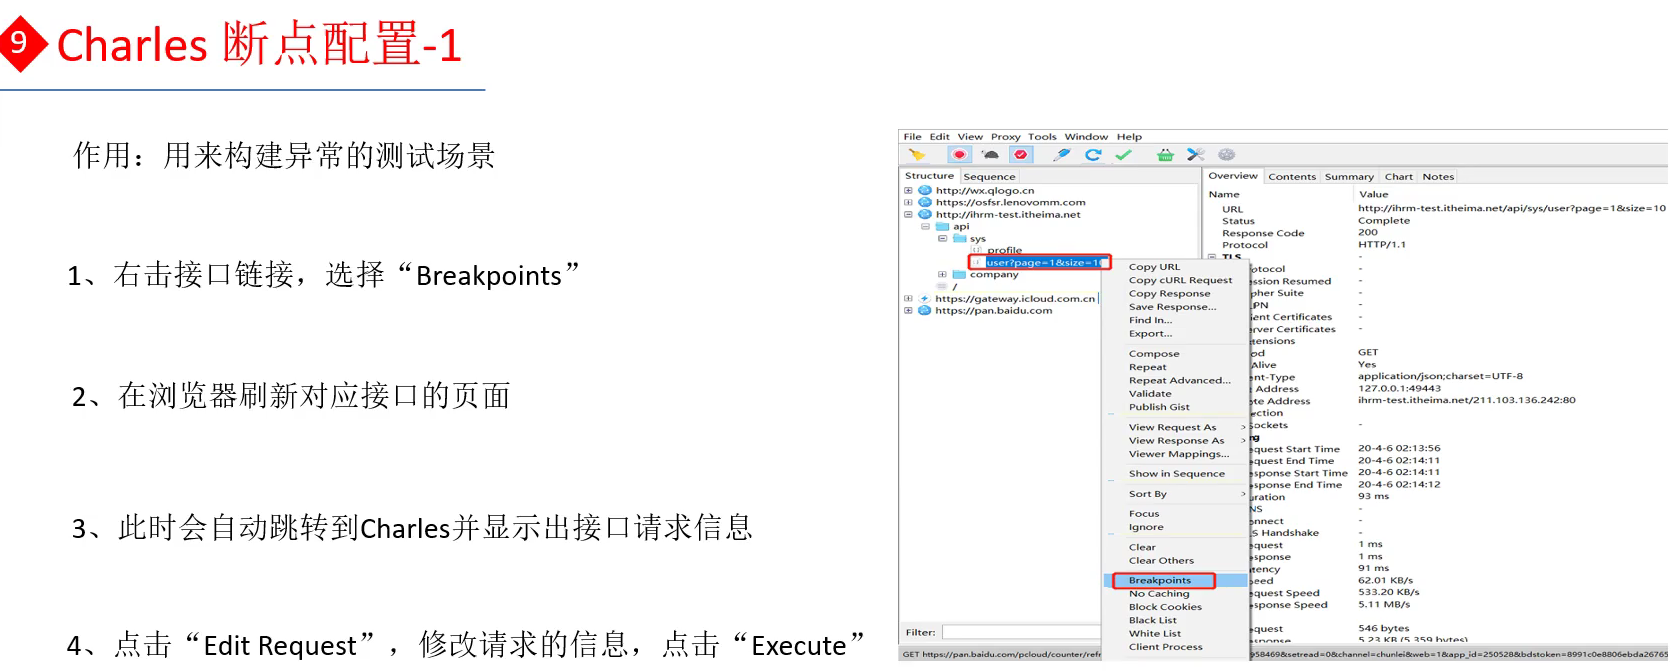 9
Charles 断点配置-1
作用：用来构建异常的测试场景
1、右击接口链接，选择“Breakpoints”
2、在浏览器刷新对应接口的页面
3、此时会自动跳转到Charles并显示出接口请求信息
4、点击“Edit Request”，修改请求的信息，点击“Execute”
File Edit View Proxy Tools Window Help
Structure Sequence
http://wx.qlogo.cn
https://osfsr.lenovomm.com
http://ihrm-test.itheima.net
api
sys
profile
user?page=1&size=10
company
/
https://gateway.icloud.com.cn
https://pan.baidu.com
Filter:
Copy URL
Copy cURL Request
Copy Response
Save Response...
Find In...
Export...
Compose
Repeat
Repeat Advanced...
Validate
Publish Gist
View Request As >
View Response As >
Viewer Mappings...
Show in Sequence
Sort By >
Focus
Ignore
Clear
Clear Others
Breakpoints
No Caching
Block Cookies
Black List
White List
Client Process
Overview Contents Summary Chart Notes
Name Value
URL http://ihrm-test.itheima.net/api/sys/user?page=1&size=10
Status Complete
Response Code 200
Protocol HTTP/1.1
TLS -
otocol -
ssion Resumed -
pher Suite -
PN -
ient Certificates -
rver Certificates -
tensions
od GET
Alive Yes
nt-Type application/json;charset=UTF-8
Address 127.0.0.1:49443
te Address ihrm-test.itheima.net/211.103.136.242:80
ection
Sockets -
ng
quest Start Time 20-4-6 02:13:56
quest End Time 20-4-6 02:14:11
sponse Start Time 20-4-6 02:14:11
sponse End Time 20-4-6 02:14:12
uration 93 ms
NS -
nnect -
S Handshake -
quest 1 ms
sponse 1 ms
tency 91 ms
eed 62.01 KB/s
quest Speed 533.20 KB/s
sponse Speed 5.11 MB/s
quest 546 bytes
sponse 5.23 KB (5,359 bytes)
GET https://pan.baidu.com/pcloud/counter/refr 958469&setread=0&channel=chunlei&web=1&app_id=250528&bdstoken=8991c0e8806ebda26765